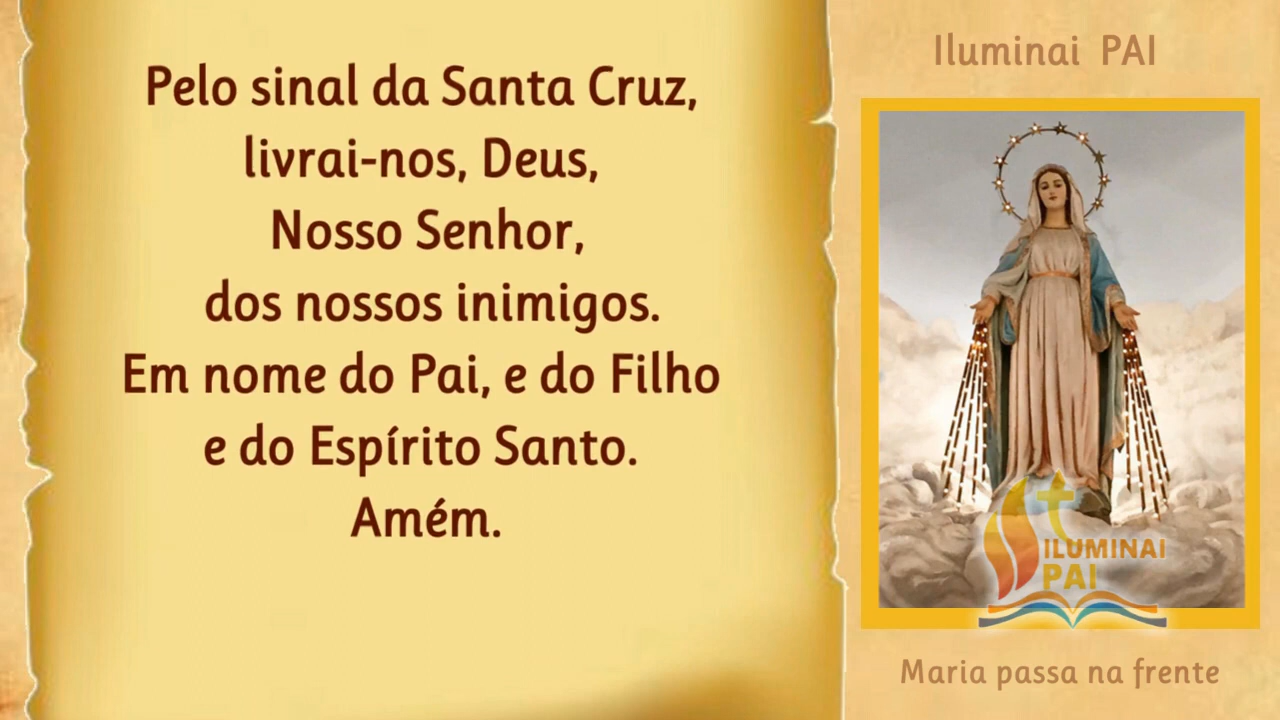 Pelo sinal da Santa Cruz,
livrai-nos, Deus,
Nosso Senhor,
dos nossos inimigos.
Em nome do Pai, e do Filho
e do Espírito Santo.
Amém.
Iluminai PAI
ILUMINAI
PAI
Maria passa na frente